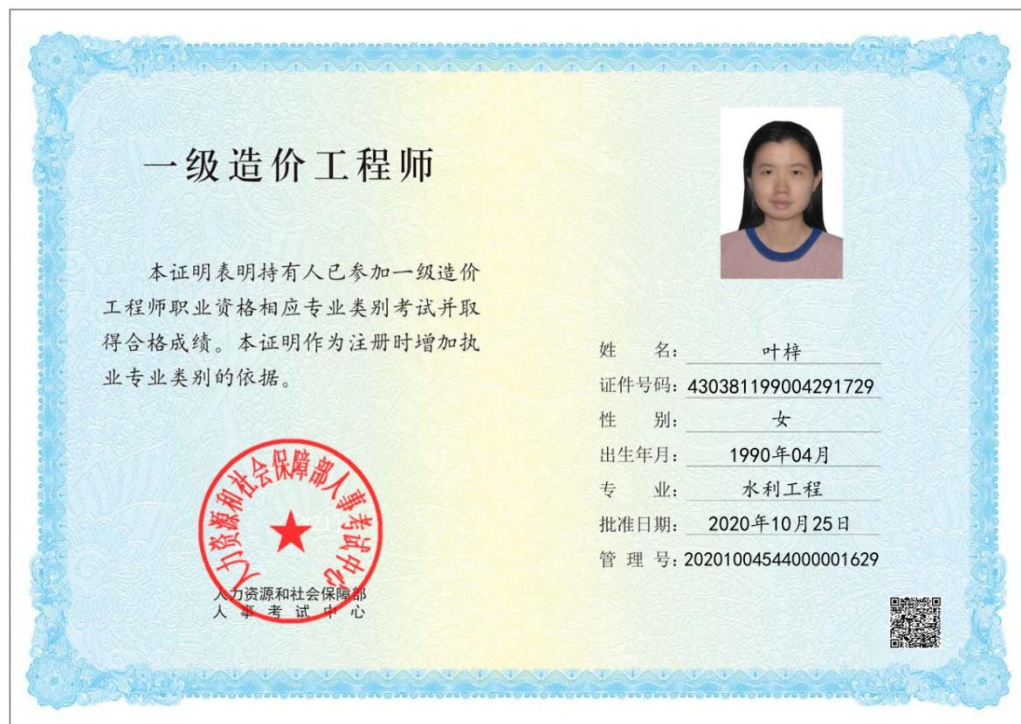 一级造价工程师
本证明表明持有人已参加一级造价
工程师职业资格相应专业类别考试并取
得合格成绩。本证明作为注册时增加执
业专业类别的依据。
人力资源和社会保障部人事考试中心
人力资源和社会保障部
人事考试中心
姓 名: 叶梓
证件号码: 430381199004291729
性 别: 女
出生年月: 1990年04月
专 业: 水利工程
批准日期: 2020年10月25日
管 理 号: 20201004544000001629